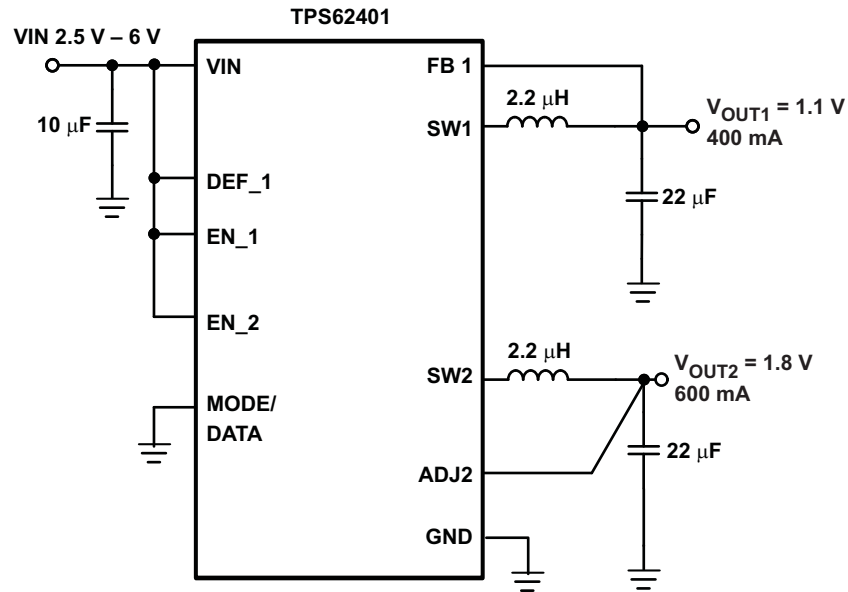 TPS62401
VIN 2.5 V – 6 V
VIN
FB 1
2.2 μH
10 μF
SW1
V_OUT1 = 1.1 V
400 mA
DEF_1
22 μF
EN_1
EN_2
2.2 μH
SW2
V_OUT2 = 1.8 V
600 mA
MODE/
DATA
22 μF
ADJ2
GND